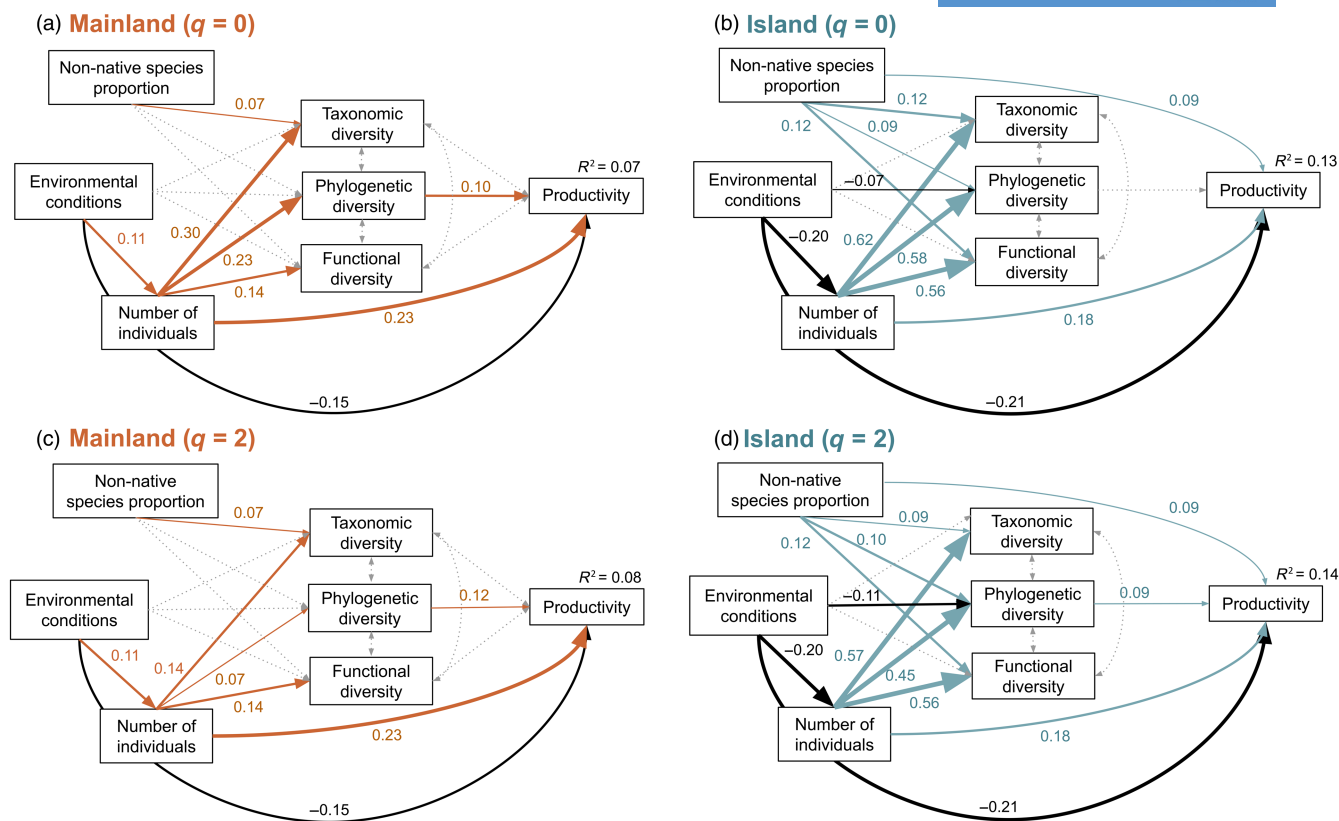 (a) Mainland (q = 0)
Non-native species
proportion
0.07
Taxonomic
diversity
R² = 0.07
Environmental
conditions
Phylogenetic
diversity
0.10
Productivity
0.11
0.30
0.23
0.14
Functional
diversity
Number of
individuals
0.23
–0.15
(b) Island (q = 0)
Non-native species
proportion
0.12
0.09
0.12
0.09
Taxonomic
diversity
R² = 0.13
Environmental
conditions
–0.07
Phylogenetic
diversity
Productivity
–0.20
0.62
0.58
0.56
Functional
diversity
Number of
individuals
0.18
–0.21
(c) Mainland (q = 2)
Non-native
species proportion
0.07
Taxonomic
diversity
R² = 0.08
Environmental
conditions
Phylogenetic
diversity
0.12
Productivity
0.11
0.14
0.07
0.14
Functional
diversity
Number of
individuals
0.23
–0.15
(d) Island (q = 2)
Non-native
species proportion
0.09
0.10
0.12
0.09
Taxonomic
diversity
R² = 0.14
Environmental
conditions
–0.11
Phylogenetic
diversity
0.09
Productivity
–0.20
0.57
0.45
0.56
Functional
diversity
Number of
individuals
0.18
–0.21